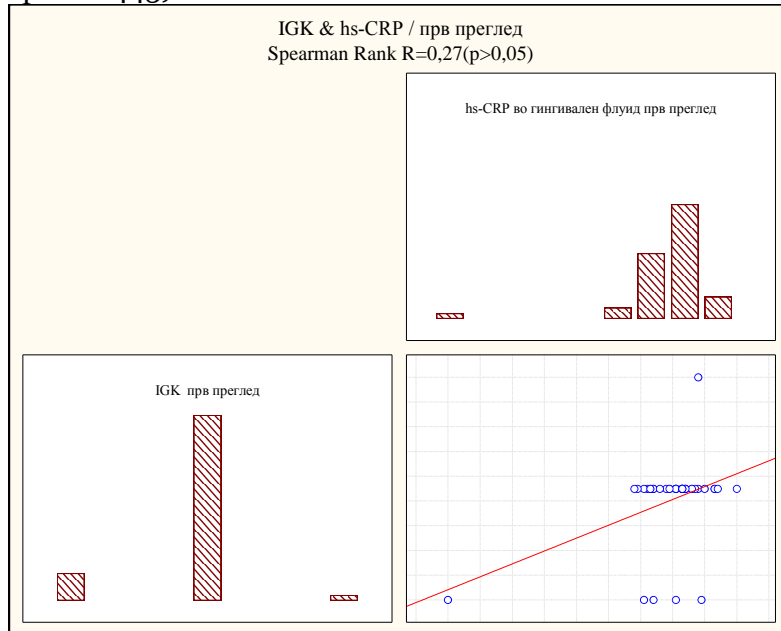 IGK & hs-CRP / прв преглед
Spearman Rank R=0,27(p>0,05)
hs-CRP во гингивален флуид прв преглед
IGK прв преглед